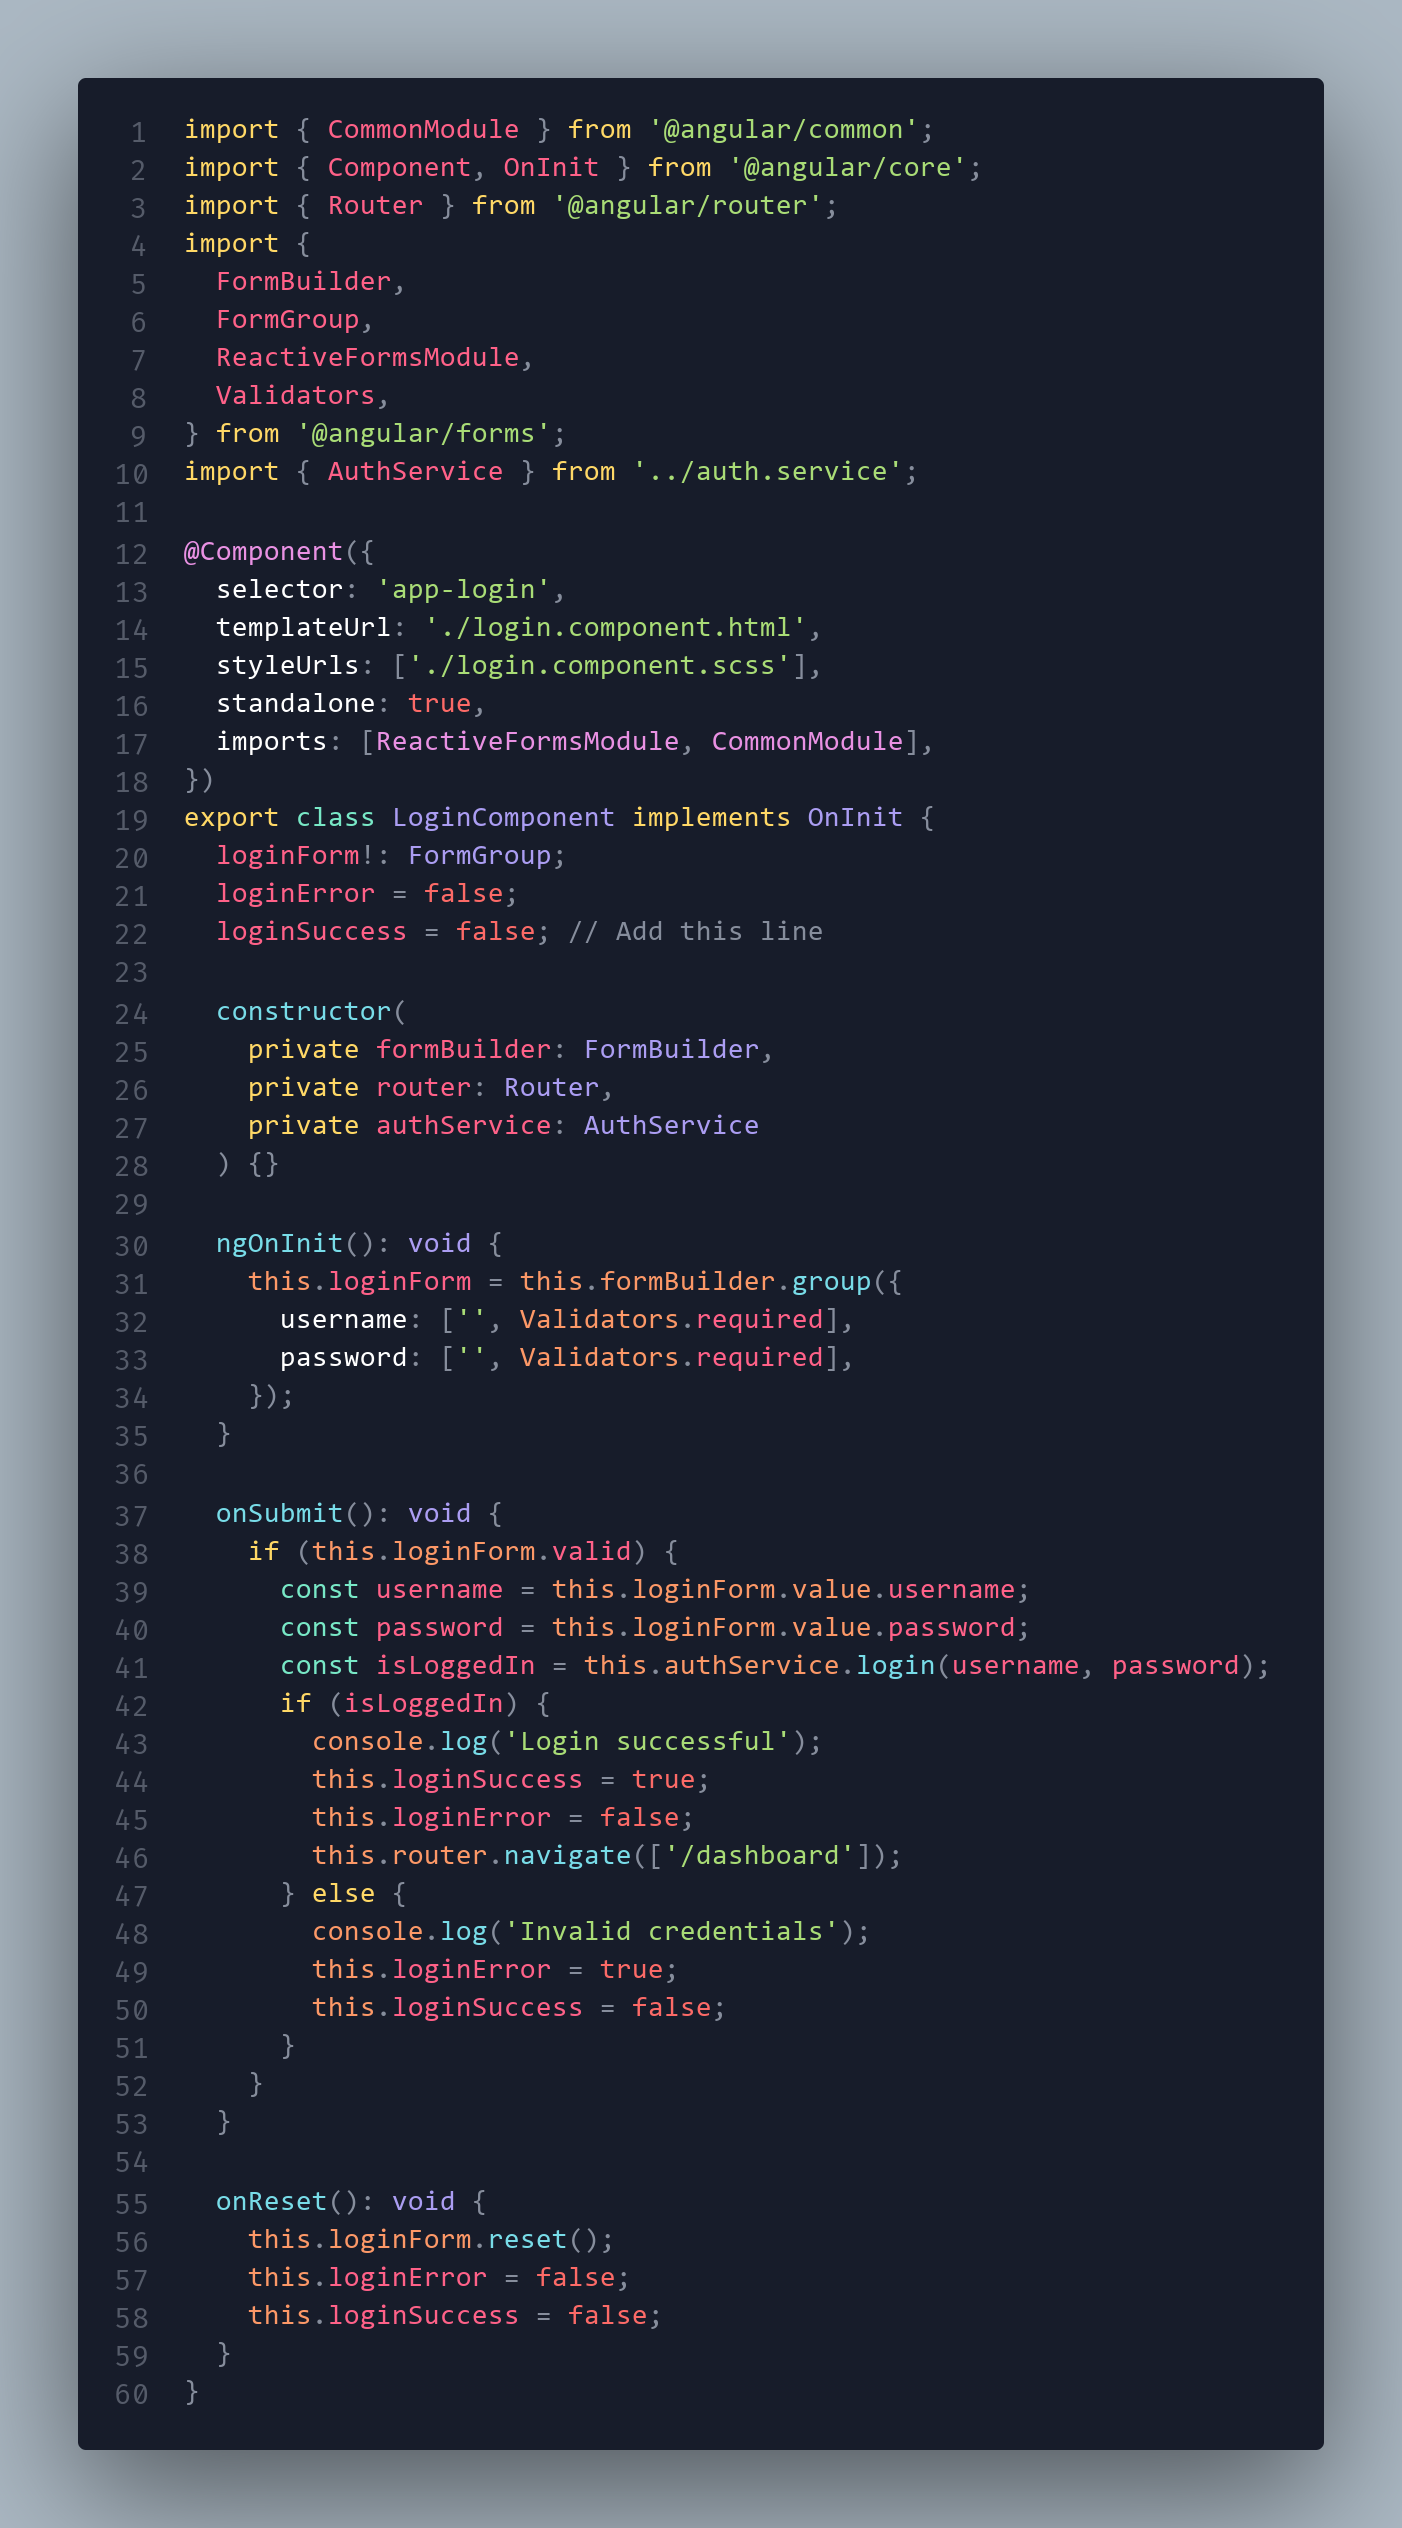 1 import { CommonModule } from '@angular/common';
2 import { Component, OnInit } from '@angular/core';
3 import { Router } from '@angular/router';
4 import {
5   FormBuilder,
6   FormGroup,
7   ReactiveFormsModule,
8   Validators,
9 } from '@angular/forms';
10 import { AuthService } from '../auth.service';
11
12 @Component({
13   selector: 'app-login',
14   templateUrl: './login.component.html',
15   styleUrls: ['./login.component.scss'],
16   standalone: true,
17   imports: [ReactiveFormsModule, CommonModule],
18 })
19 export class LoginComponent implements OnInit {
20   loginForm!: FormGroup;
21   loginError = false;
22   loginSuccess = false; // Add this line
23
24   constructor(
25     private formBuilder: FormBuilder,
26     private router: Router,
27     private authService: AuthService
28   ) {}
29
30   ngOnInit(): void {
31     this.loginForm = this.formBuilder.group({
32       username: ['', Validators.required],
33       password: ['', Validators.required],
34     });
35   }
36
37   onSubmit(): void {
38     if (this.loginForm.valid) {
39       const username = this.loginForm.value.username;
40       const password = this.loginForm.value.password;
41       const isLoggedIn = this.authService.login(username, password);
42       if (isLoggedIn) {
43         console.log('Login successful');
44         this.loginSuccess = true;
45         this.loginError = false;
46         this.router.navigate(['/dashboard']);
47       } else {
48         console.log('Invalid credentials');
49         this.loginError = true;
50         this.loginSuccess = false;
51       }
52     }
53   }
54
55   onReset(): void {
56     this.loginForm.reset();
57     this.loginError = false;
58     this.loginSuccess = false;
59   }
60 }